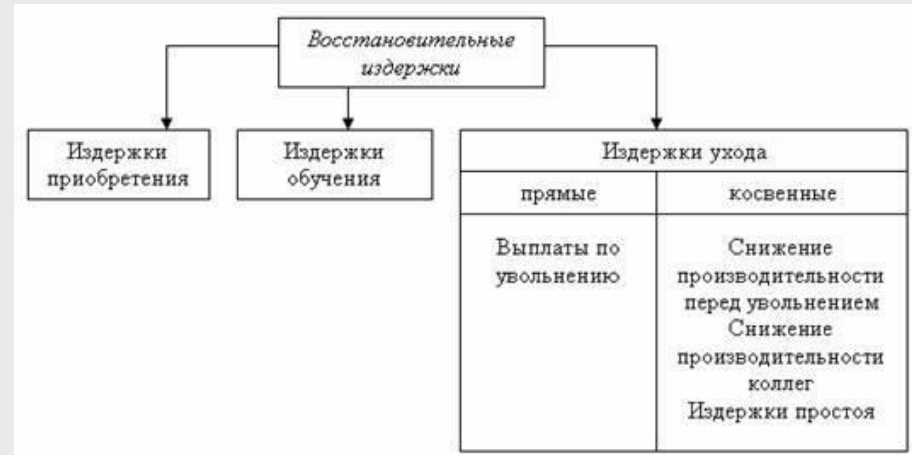 Восстановительные
издержки
Издержки
приобретения
Издержки
обучения
Издержки ухода
прямые
косвенные
Выплаты по
увольнению
Снижение
производительности
перед увольнением
Снижение
производительности
коллег
Издержки простоя